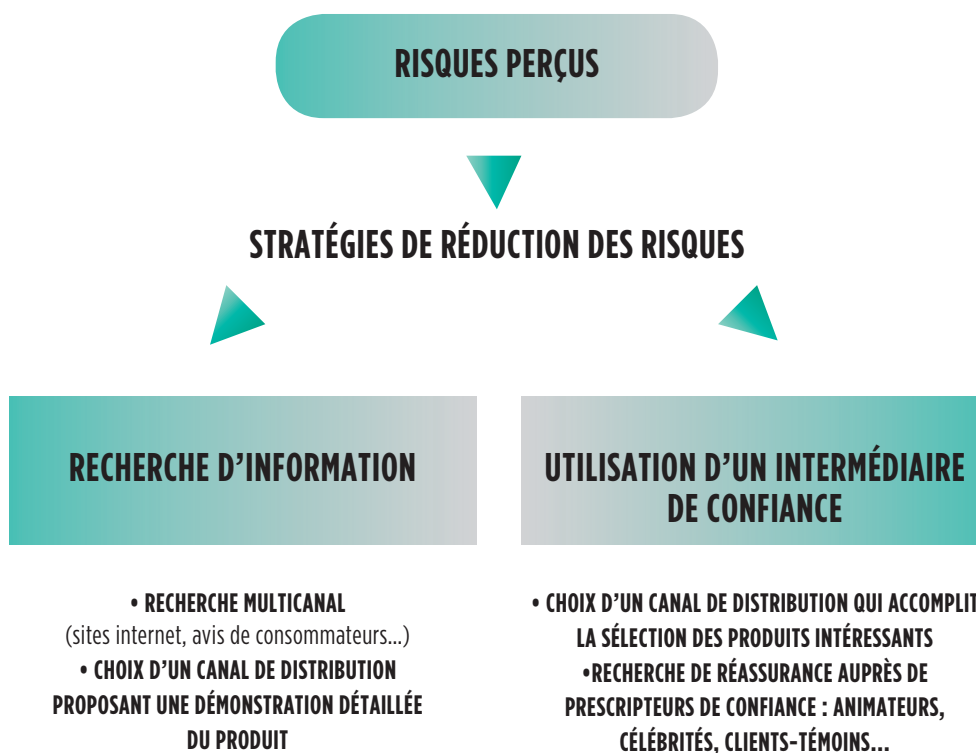 RISQUES PERÇUS
STRATÉGIES DE RÉDUCTION DES RISQUES
RECHERCHE D’INFORMATION
• RECHERCHE MULTICANAL
(sites internet, avis de consommateurs...)
• CHOIX D’UN CANAL DE DISTRIBUTION
PROPOSANT UNE DÉMONSTRATION DÉTAILLÉE
DU PRODUIT
UTILISATION D’UN INTERMÉDIAIRE
DE CONFIANCE
• CHOIX D’UN CANAL DE DISTRIBUTION QUI ACCOMPLIT
LA SÉLECTION DES PRODUITS INTÉRESSANTS
•RECHERCHE DE RÉASSURANCE AUPRÈS DE
PRESCRIPTEURS DE CONFIANCE : ANIMATEURS,
CÉLÉBRITÉS, CLIENTS-TÉMOINS...